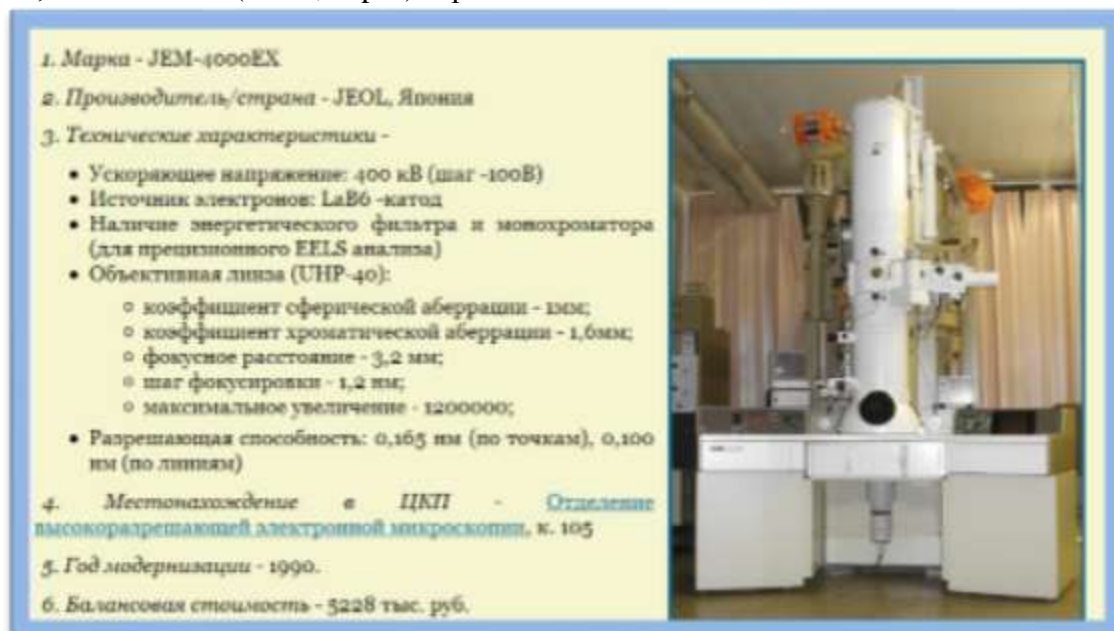 1. Марка - JEM-4000EX
2. Производитель/страна - JEOL, Япония
3. Технические характеристики -
• Ускоряющее напряжение: 400 кВ (шаг -100В)
• Источник электронов: LaB6 -катод
• Наличие энергетического фильтра и монохроматора
(для прецизионного EELS анализа)
• Объективная линза (UHP-40):
○ коэффициент сферической аберрации - 1мм;
○ коэффициент хроматической аберрации - 1,6мм;
○ фокусное расстояние - 3,2 мм;
○ шаг фокусировки - 1,2 нм;
○ максимальное увеличение - 1200000;
• Разрешающая способность: 0,165 нм (по точкам), 0,100
нм (по линиям)
4. Местонахождение в ЦКП - Отделение
высокоразрешающей электронной микроскопии, к. 105
5. Год модернизации - 1990.
6. Балансовая стоимость - 5228 тыс. руб.